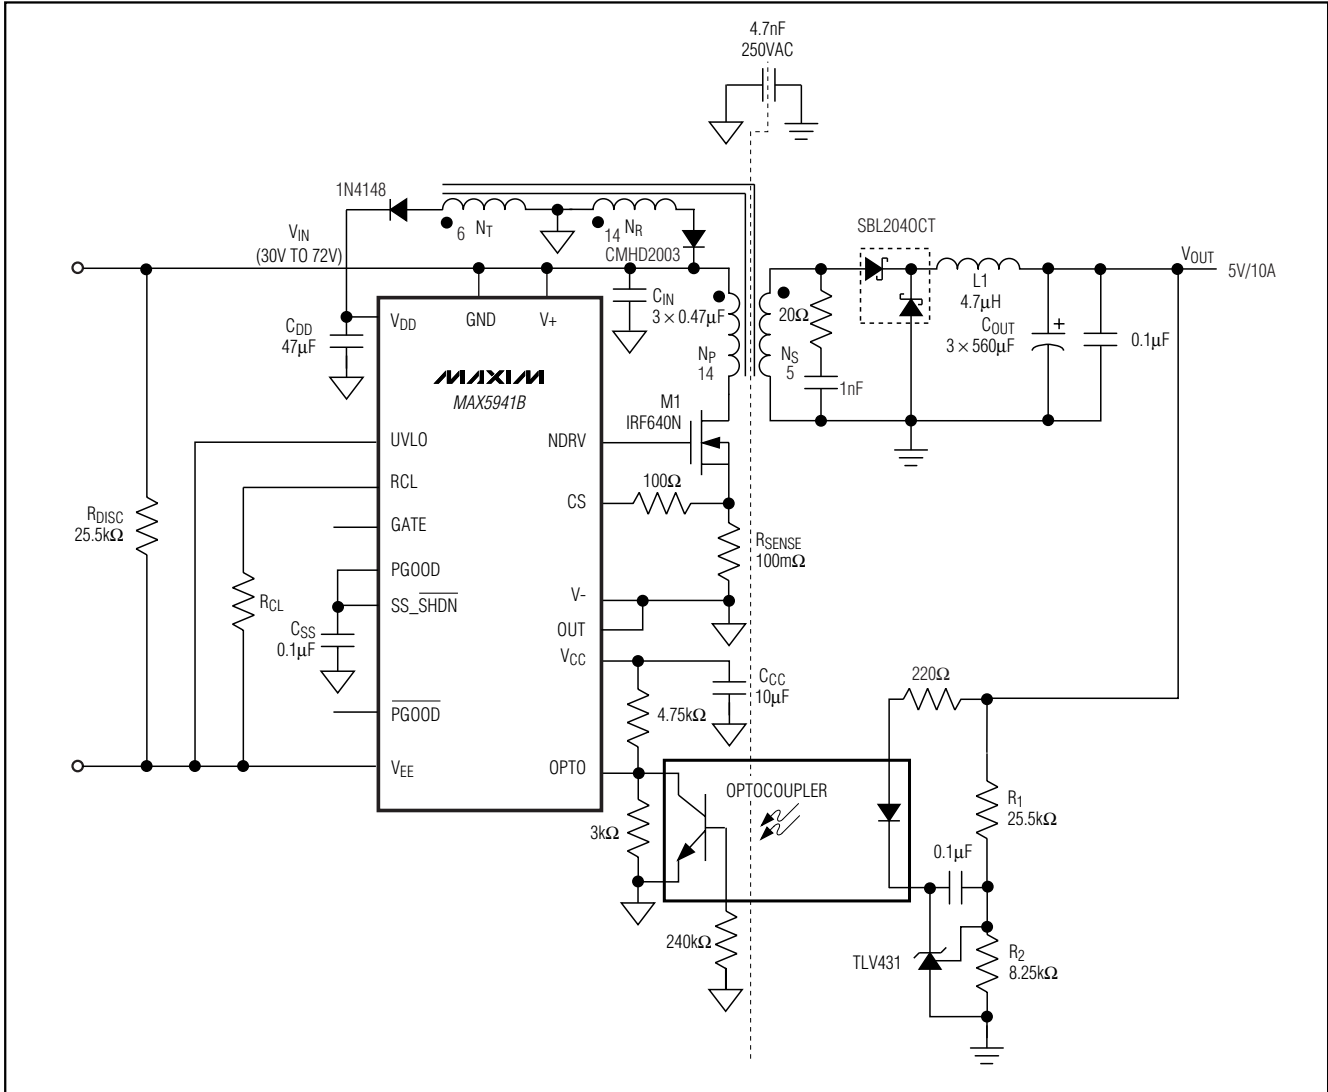 4.7nF
250VAC
1N4148
6 NT
14 NR
CMHD2003
VIN
(30V TO 72V)
SBL204OCT
VOUT
5V/10A
CDD
47µF
VDD
GND
V+
CIN
3 × 0.47µF
NP
14
NS
5
20Ω
1nF
L1
4.7µH
COUT
3 × 560µF
+
0.1µF
MAXIM
MAX5941B
M1
IRF640N
UVLO
NDRV
RCL
100Ω
CS
GATE
RDISC
25.5kΩ
RSENSE
100mΩ
PGOOD
SS_SHDN
V-
OUT
RCL
CSS
0.1µF
VCC
CCC
10µF
220Ω
4.75kΩ
PGOOD
VEE
OPTO
OPTOCOUPLER
R1
25.5kΩ
3kΩ
0.1µF
240kΩ
TLV431
R2
8.25kΩ